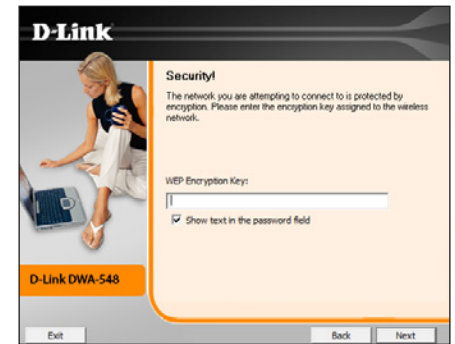 D-Link
Security!
The network you are attempting to connect to is protected by
encryption. Please enter the encryption key assigned to the wireless
network.
WEP Encryption Key:
Show text in the password field
D-Link DWA-548
Exit
Back
Next